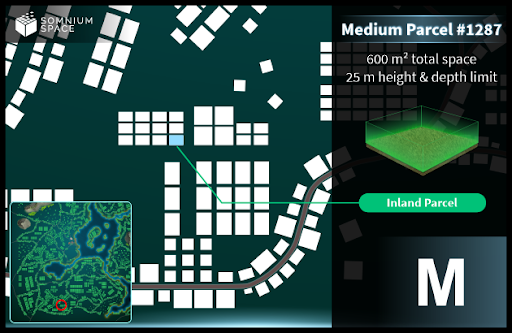 SOMNIUM
SPACE
Medium Parcel #1287
600 m² total space
25 m height & depth limit
Inland Parcel
M